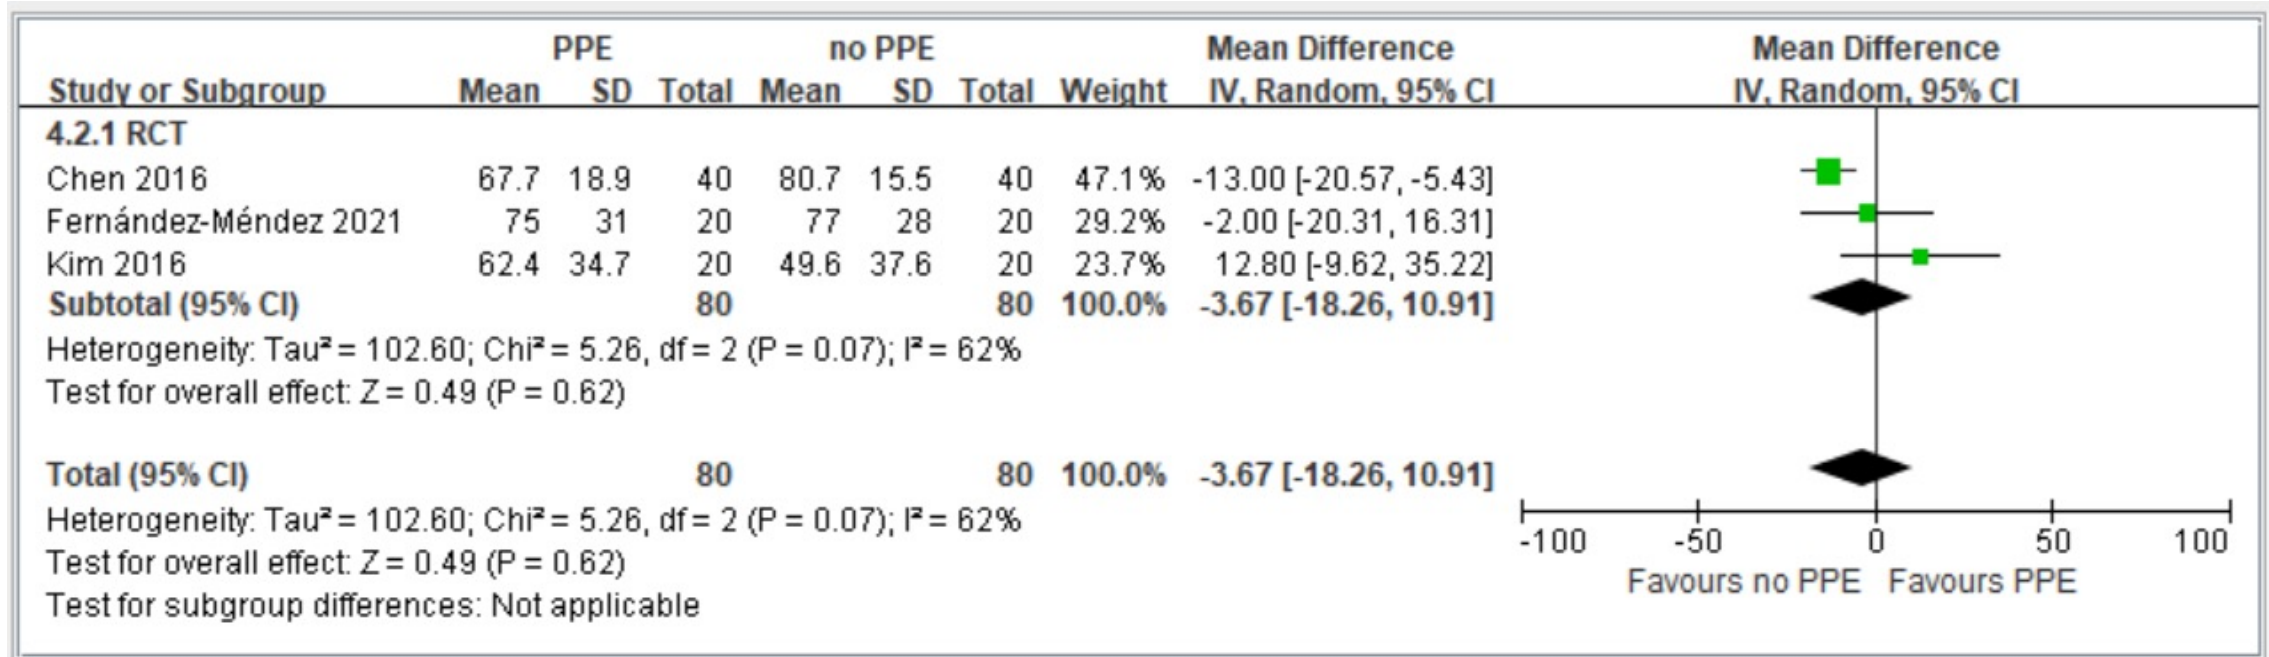 PPE no PPE Mean Difference Mean Difference
Study or Subgroup Mean SD Total Mean SD Total Weight IV, Random, 95% CI IV, Random, 95% CI
4.2.1 RCT
Chen 2016 67.7 18.9 40 80.7 15.5 40 47.1% -13.00 [-20.57, -5.43]
Fernández-Méndez 2021 75 31 20 77 28 20 29.2% -2.00 [-20.31, 16.31]
Kim 2016 62.4 34.7 20 49.6 37.6 20 23.7% 12.80 [-9.62, 35.22]
Subtotal (95% CI) 80 80 100.0% -3.67 [-18.26, 10.91]
Heterogeneity: Tau² = 102.60; Chi² = 5.26, df = 2 (P = 0.07); I² = 62%
Test for overall effect: Z = 0.49 (P = 0.62)
Total (95% CI) 80 80 100.0% -3.67 [-18.26, 10.91]
Heterogeneity: Tau² = 102.60; Chi² = 5.26, df = 2 (P = 0.07); I² = 62%
Test for overall effect: Z = 0.49 (P = 0.62)
Test for subgroup differences: Not applicable
-100 -50 0 50 100
Favours no PPE Favours PPE